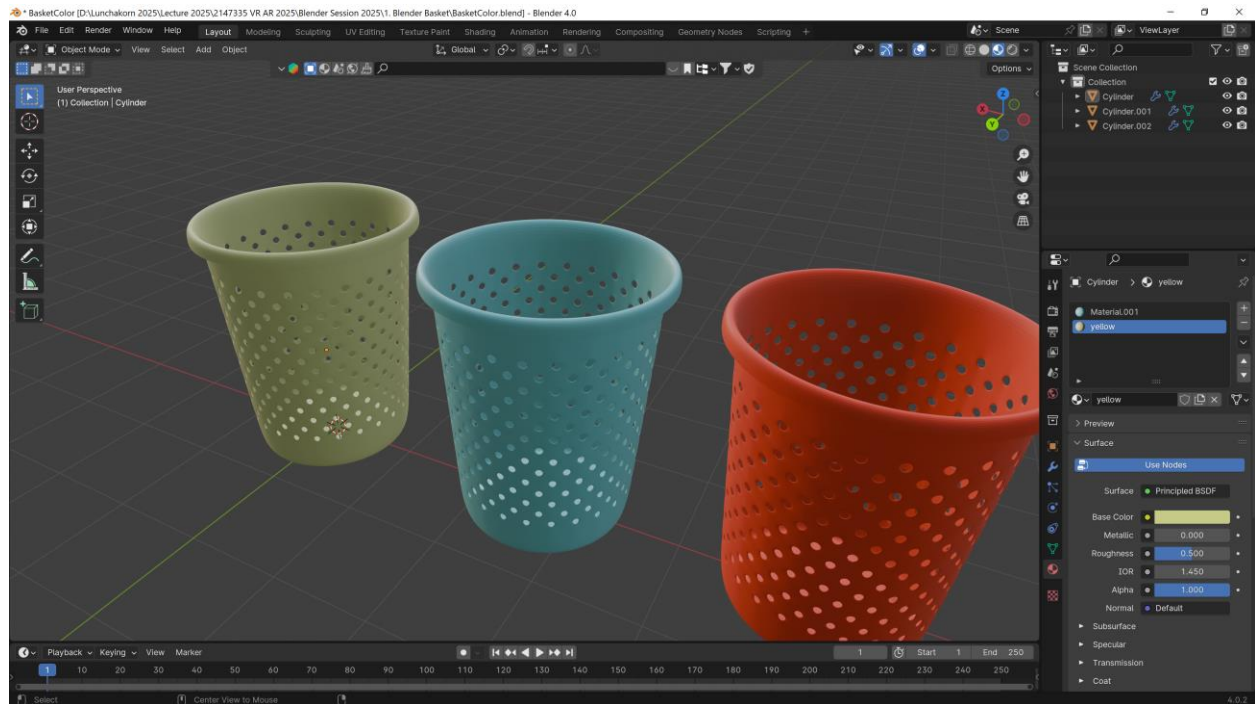 * BasketColor [D:\Lunchakorn 2025\Lecture 2025\2147335 VR AR 2025\Blender Session 2025\1. Blender Basket\BasketColor.blend] - Blender 4.0
File Edit Render Window Help Layout Modeling Sculpting UV Editing Texture Paint Shading Animation Rendering Compositing Geometry Nodes Scripting + Scene ViewLayer
Object Mode View Select Add Object Global
Options
User Perspective
(1) Collection | Cylinder
Z
X
Y
Scene Collection
Collection
Cylinder
Cylinder.001
Cylinder.002
Cylinder > yellow
Material.001
yellow
yellow
Preview
Surface
Use Nodes
Surface Principled BSDF
Base Color
Metallic 0.000
Roughness 0.500
IOR 1.450
Alpha 1.000
Normal Default
Subsurface
Specular
Transmission
Coat
Playback Keying View Marker 1 Start 1 End 250
1 10 20 30 40 50 60 70 80 90 100 110 120 130 140 150 160 170 180 190 200 210 220 230 240 250
Select Center View to Mouse 4.0.2